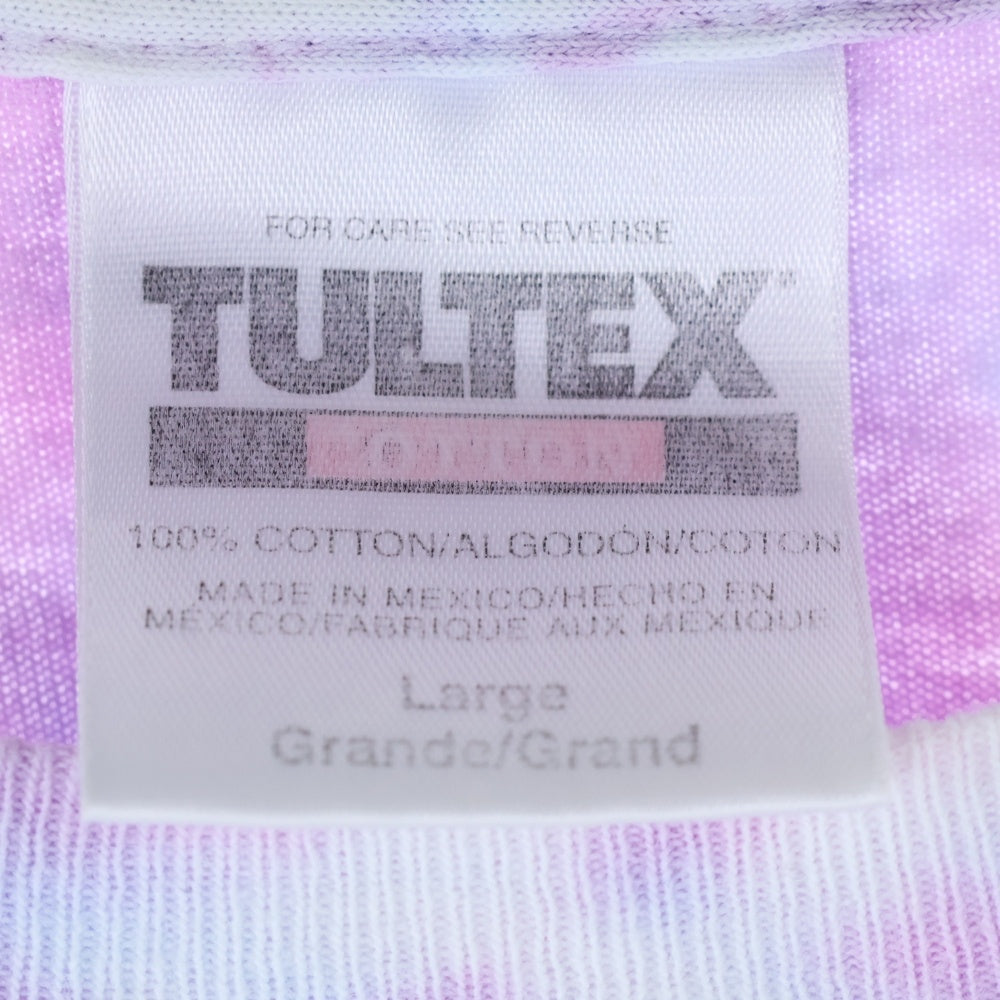 FOR CARE SEE REVERSE
TULTEX™
100% COTTON/ALGODÓN/COTON
MADE IN MEXICO/HECHO EN
MÉXICO/FABRIQUE AUX MEXIQUE
Large
Grande/Grand